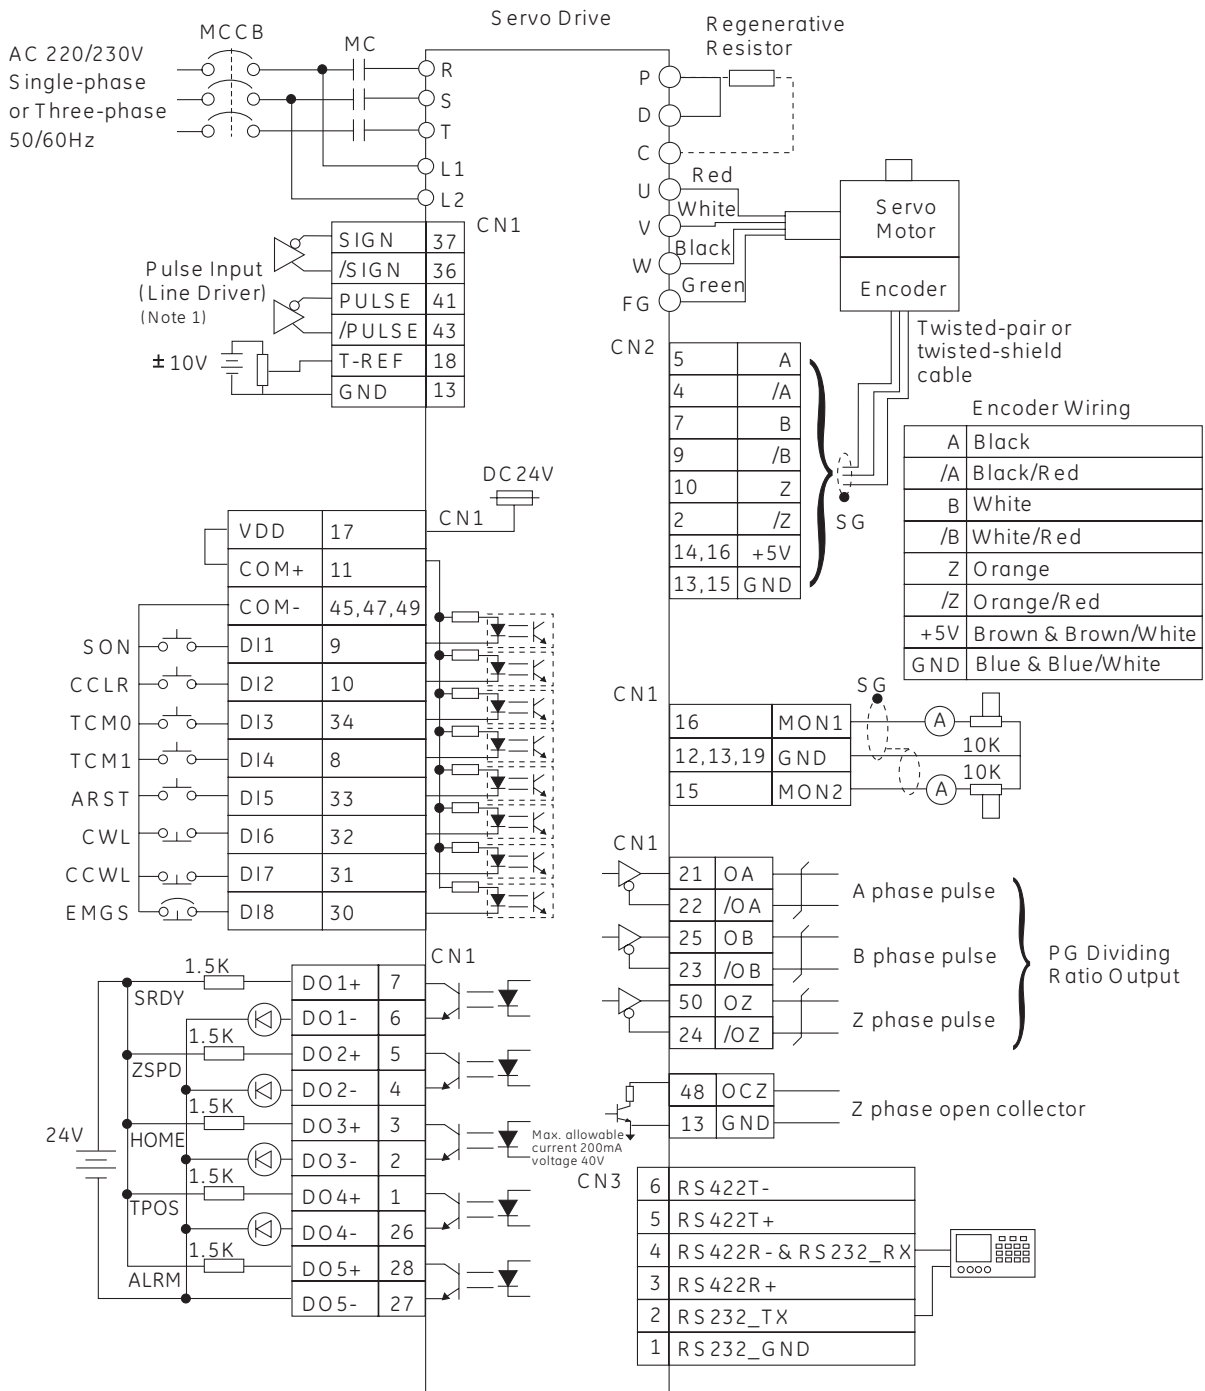 Servo Drive
MCCB
MC
AC 220/230V
Single-phase
or Three-phase
50/60Hz
R
S
T
L1
L2
Regenerative
Resistor
P
D
C
U
V
W
FG
Red
White
Black
Green
Servo
Motor
Encoder
Twisted-pair or
twisted-shield
cable
CN1
Pulse Input
(Line Driver)
(Note 1)
±10V
SIGN 37
/SIGN 36
PULSE 41
/PULSE 43
T-REF 18
GND 13
CN2
5 A
4 /A
7 B
9 /B
10 Z
2 /Z
14,16 +5V
13,15 GND
SG
Encoder Wiring
A Black
/A Black/Red
B White
/B White/Red
Z Orange
/Z Orange/Red
+5V Brown & Brown/White
GND Blue & Blue/White
DC24V
CN1
VDD 17
COM+ 11
COM- 45,47,49
SON DI1 9
CCLR DI2 10
TCM0 DI3 34
TCM1 DI4 8
ARST DI5 33
CWL DI6 32
CCWL DI7 31
EMGS DI8 30
CN1
SG
16 MON1
12,13,19 GND
15 MON2
A
10K
10K
A
CN1
21 OA
22 /OA
25 OB
23 /OB
50 OZ
24 /OZ
A phase pulse
B phase pulse
Z phase pulse
PG Dividing
Ratio Output
48 OCZ
13 GND
Z phase open collector
CN1
24V
1.5K
SRDY
DO1+ 7
DO1- 6
1.5K
ZSPD
DO2+ 5
DO2- 4
1.5K
HOME
DO3+ 3
DO3- 2
1.5K
TPOS
DO4+ 1
DO4- 26
1.5K
ALRM
DO5+ 28
DO5- 27
Max. allowable
current 200mA
voltage 40V
CN3
6 RS422T-
5 RS422T+
4 RS422R-&RS232_RX
3 RS422R+
2 RS232_TX
1 RS232_GND